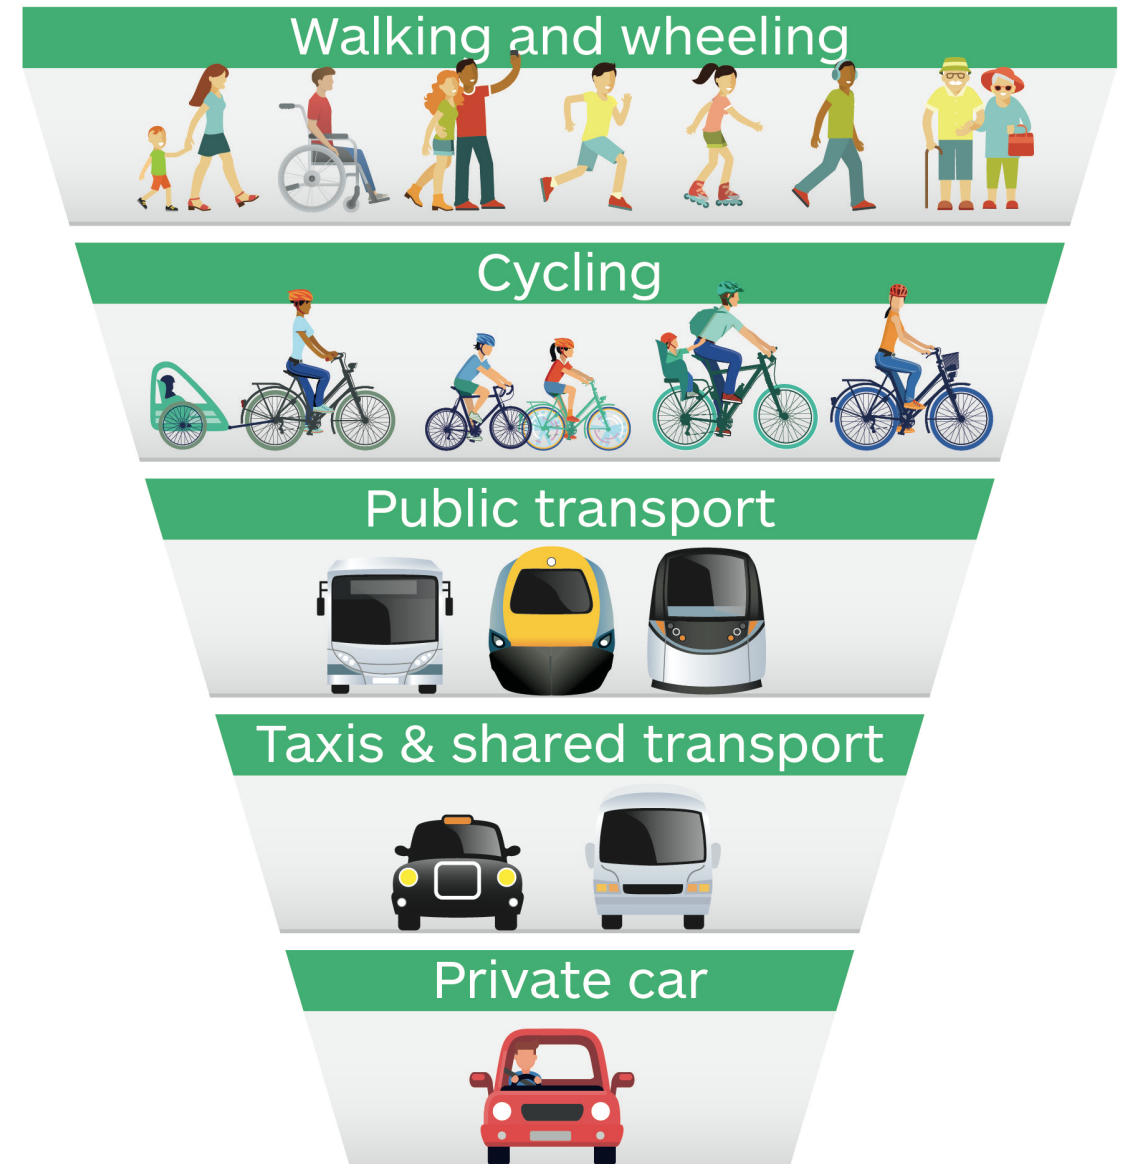 Walking and wheeling
Cycling
Public transport
Taxis & shared transport
Private car